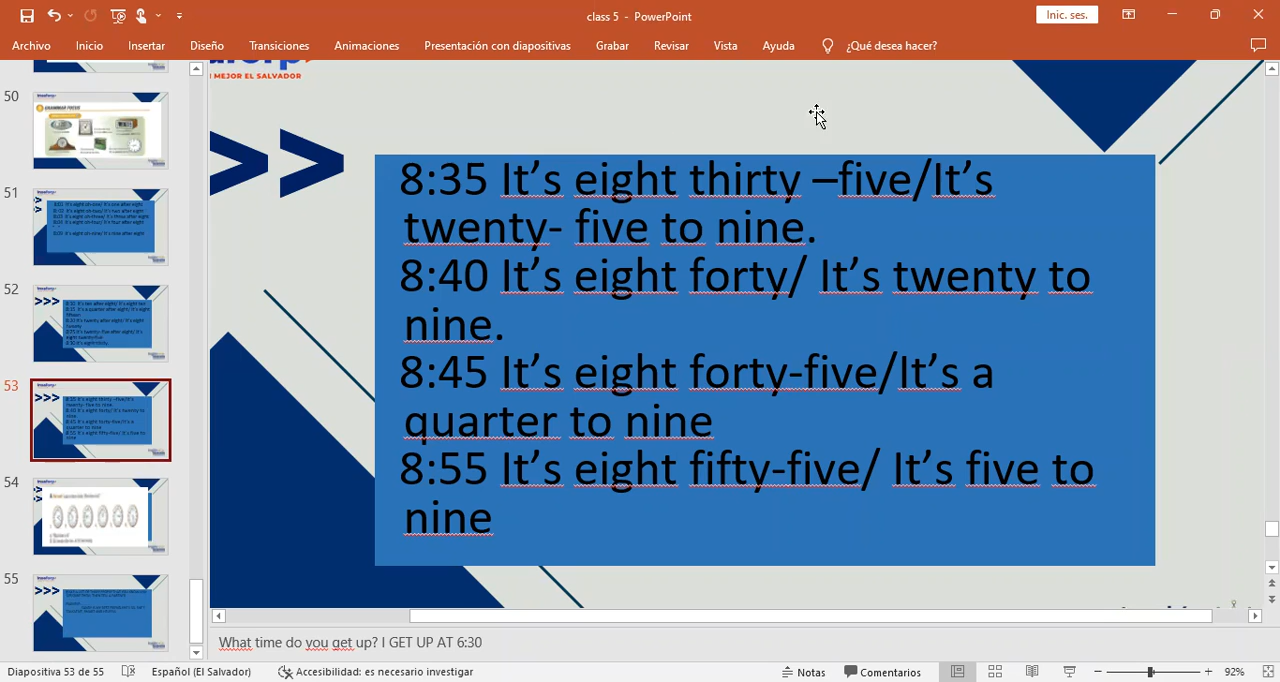 class 5 - PowerPoint
Inic. ses.
Archivo Inicio Insertar Diseño Transiciones Animaciones Presentación con diapositivas Grabar Revisar Vista Ayuda ¿Qué desea hacer?
MEJOR EL SALVADOR
50
51
52
53
54
55
>>
8:35 It’s eight thirty –five/It’s
twenty- five to nine.
8:40 It’s eight forty/ It’s twenty to
nine.
8:45 It’s eight forty-five/It’s a
quarter to nine
8:55 It’s eight fifty-five/ It’s five to
nine
What time do you get up? I GET UP AT 6:30
Diapositiva 53 de 55 Español (El Salvador) Accesibilidad: es necesario investigar Notas Comentarios 92%